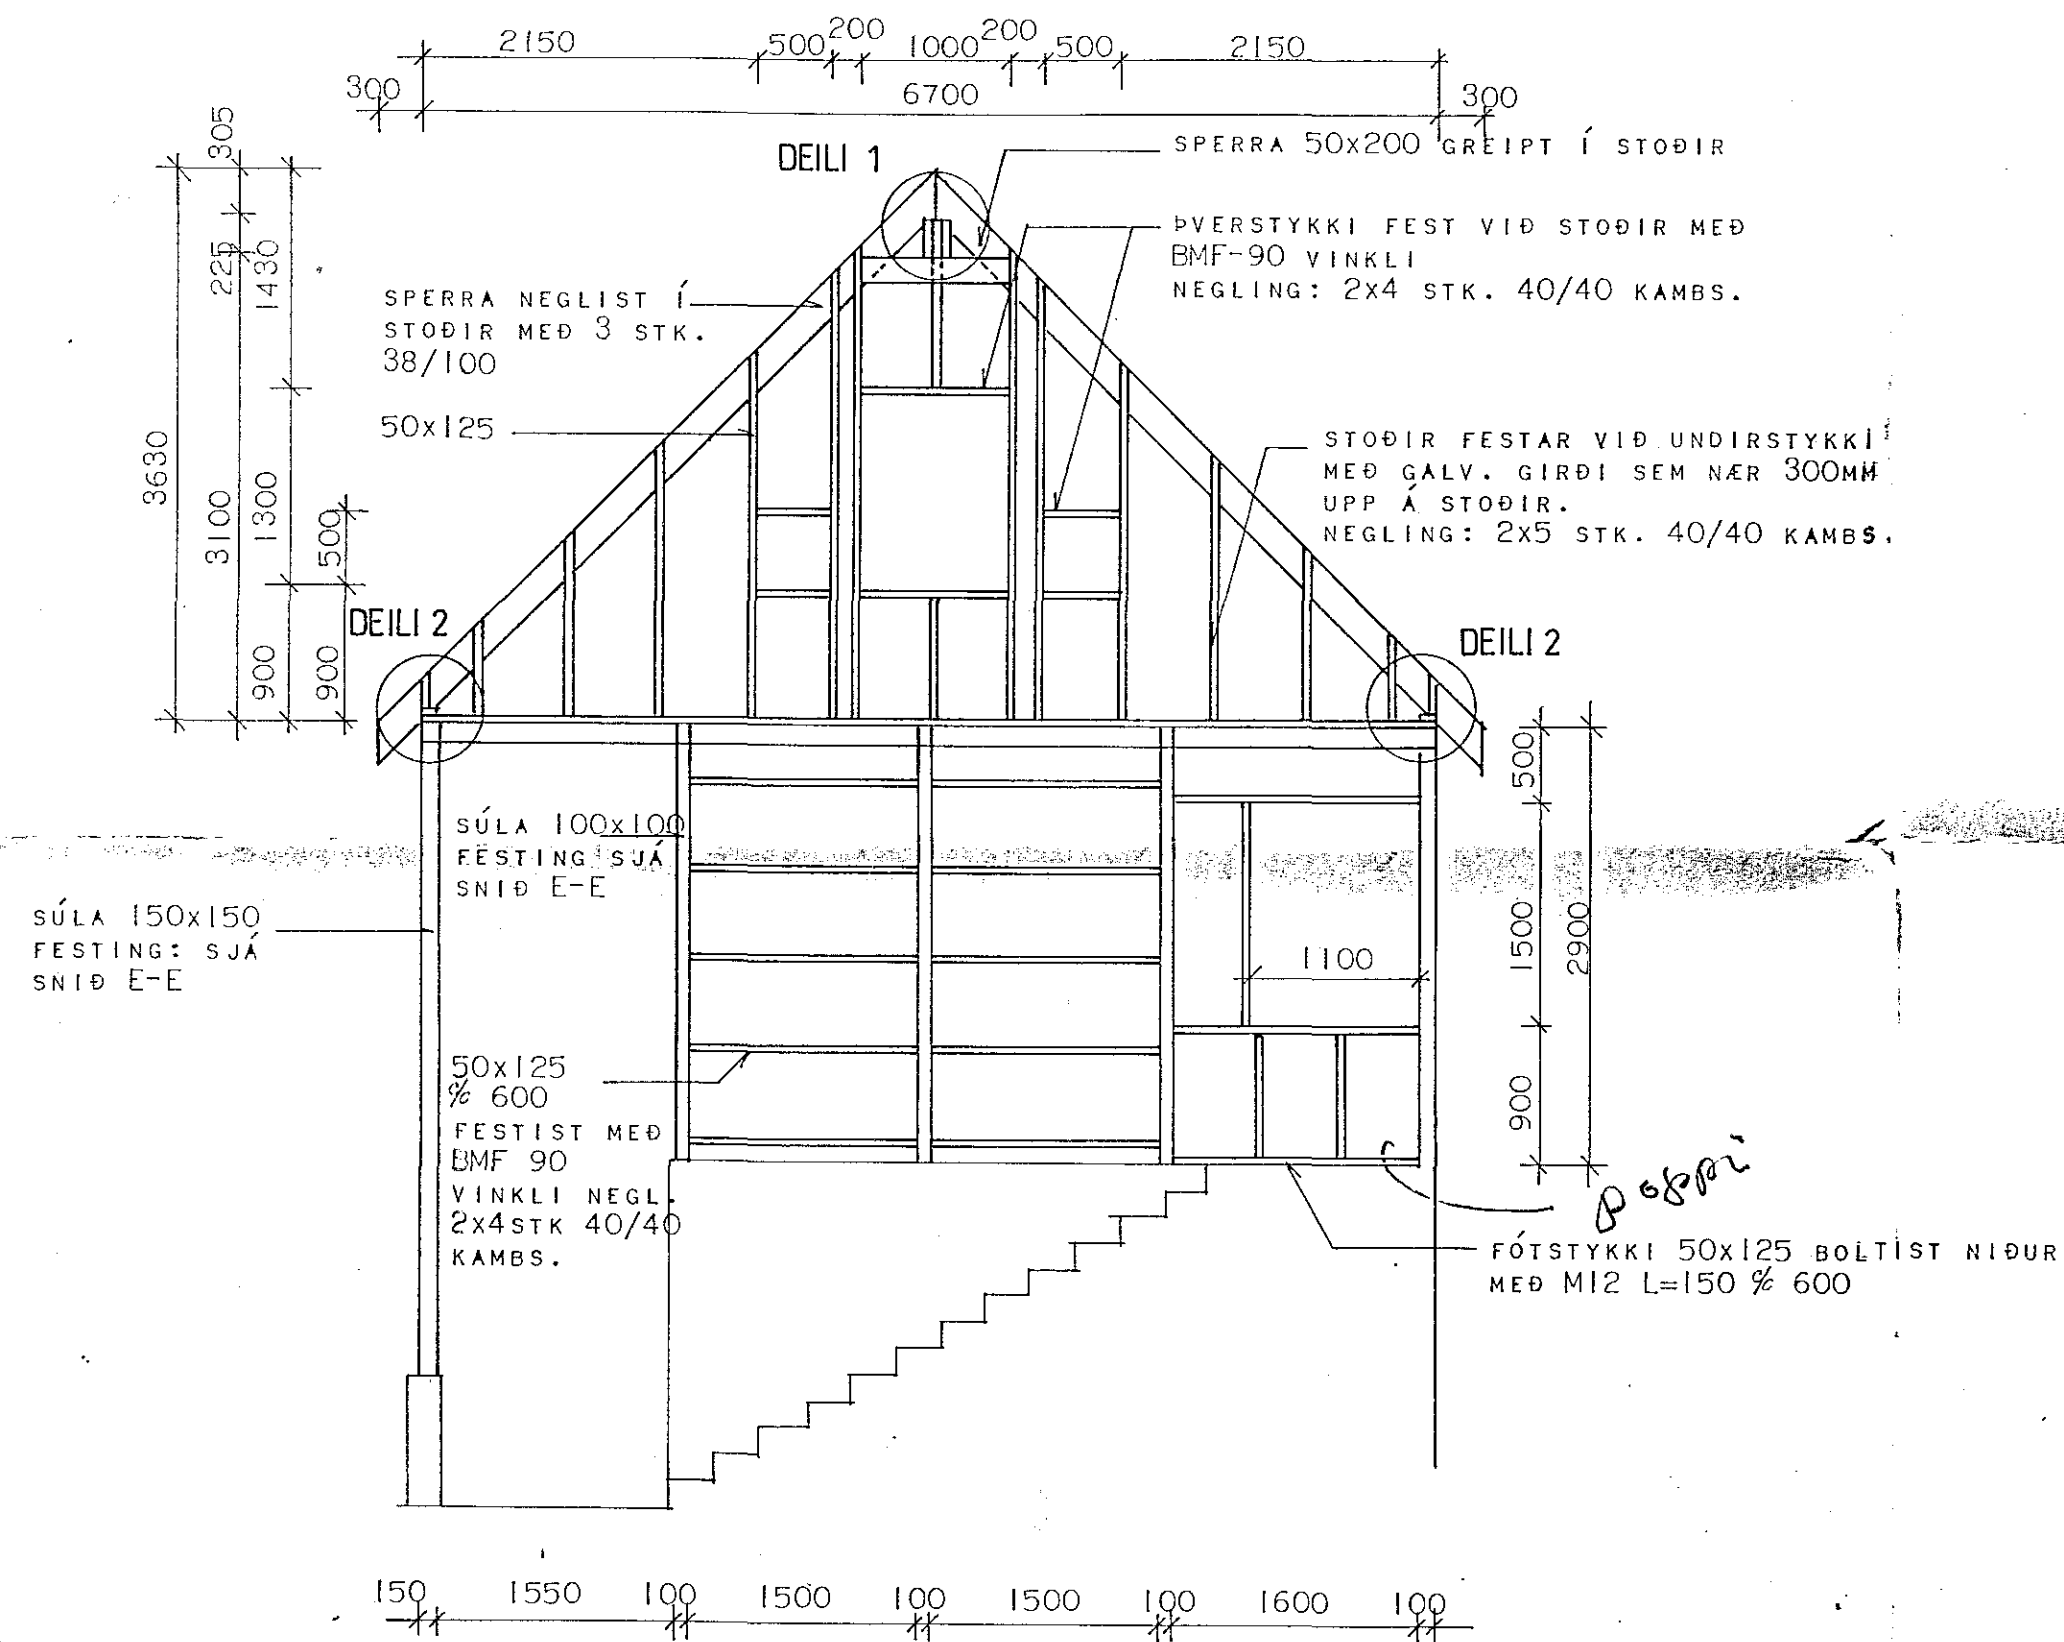 2150 500 200 1000 200 500 2150
300 6700 300
305
225
1430
3630
3100
1300
500
900
900
DEILI 1
SPERRA 50x200 GREIPT Í STOÐIR
ÞVERSTYKKI FEST VIÐ STOÐIR MEÐ
BMF-90 VINKLI
NEGLING: 2x4 STK. 40/40 KAMBS.
SPERRA NEGLIST Í
STOÐIR MEÐ 3 STK.
38/100
50x125
STOÐIR FESTAR VIÐ UNDIRSTYKKI
MEÐ GALV. GIRÐI SEM NÆR 300MM
UPP Á STOÐIR.
NEGLING: 2x5 STK. 40/40 KAMBS.
DEILI 2
DEILI 2
500
1500
2900
900
1100
SÚLA 100x100
FESTING SJÁ
SNIÐ E-E
SÚLA 150x150
FESTING: SJÁ
SNIÐ E-E
50x125
% 600
FESTIST MEÐ
BMF 90
VINKLI NEGL.
2x4STK 40/40
KAMBS.
FÓTSTYKKI 50x125 BOLTIST NIÐUR
MEÐ M12 L=150 % 600
150 1550 100 1500 100 1500 100 1600 100